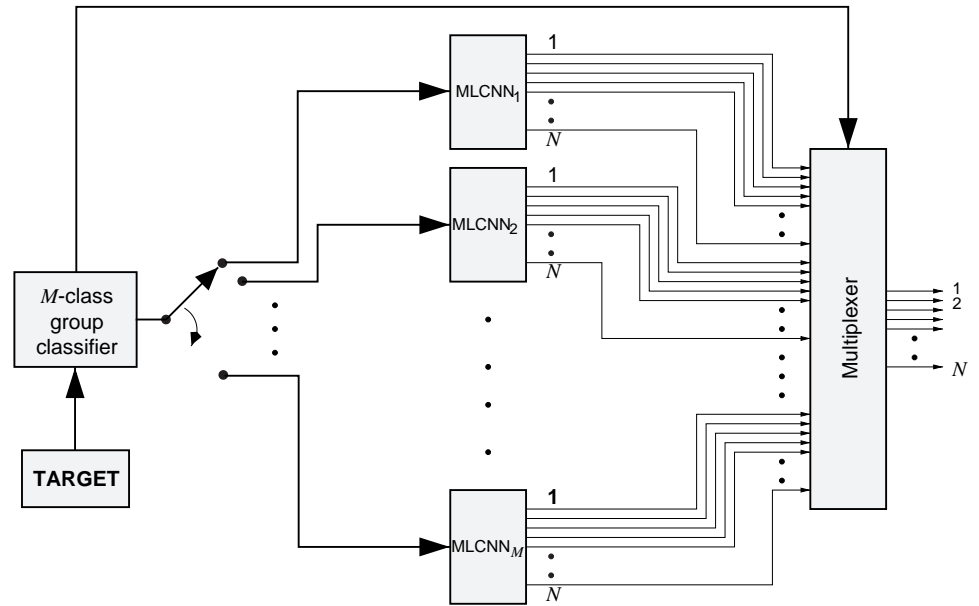 1
MLCNN1
N
1
MLCNN2
N
M-class
group
classifier
TARGET
Multiplexer
1
2
N
1
MLCNNM
N